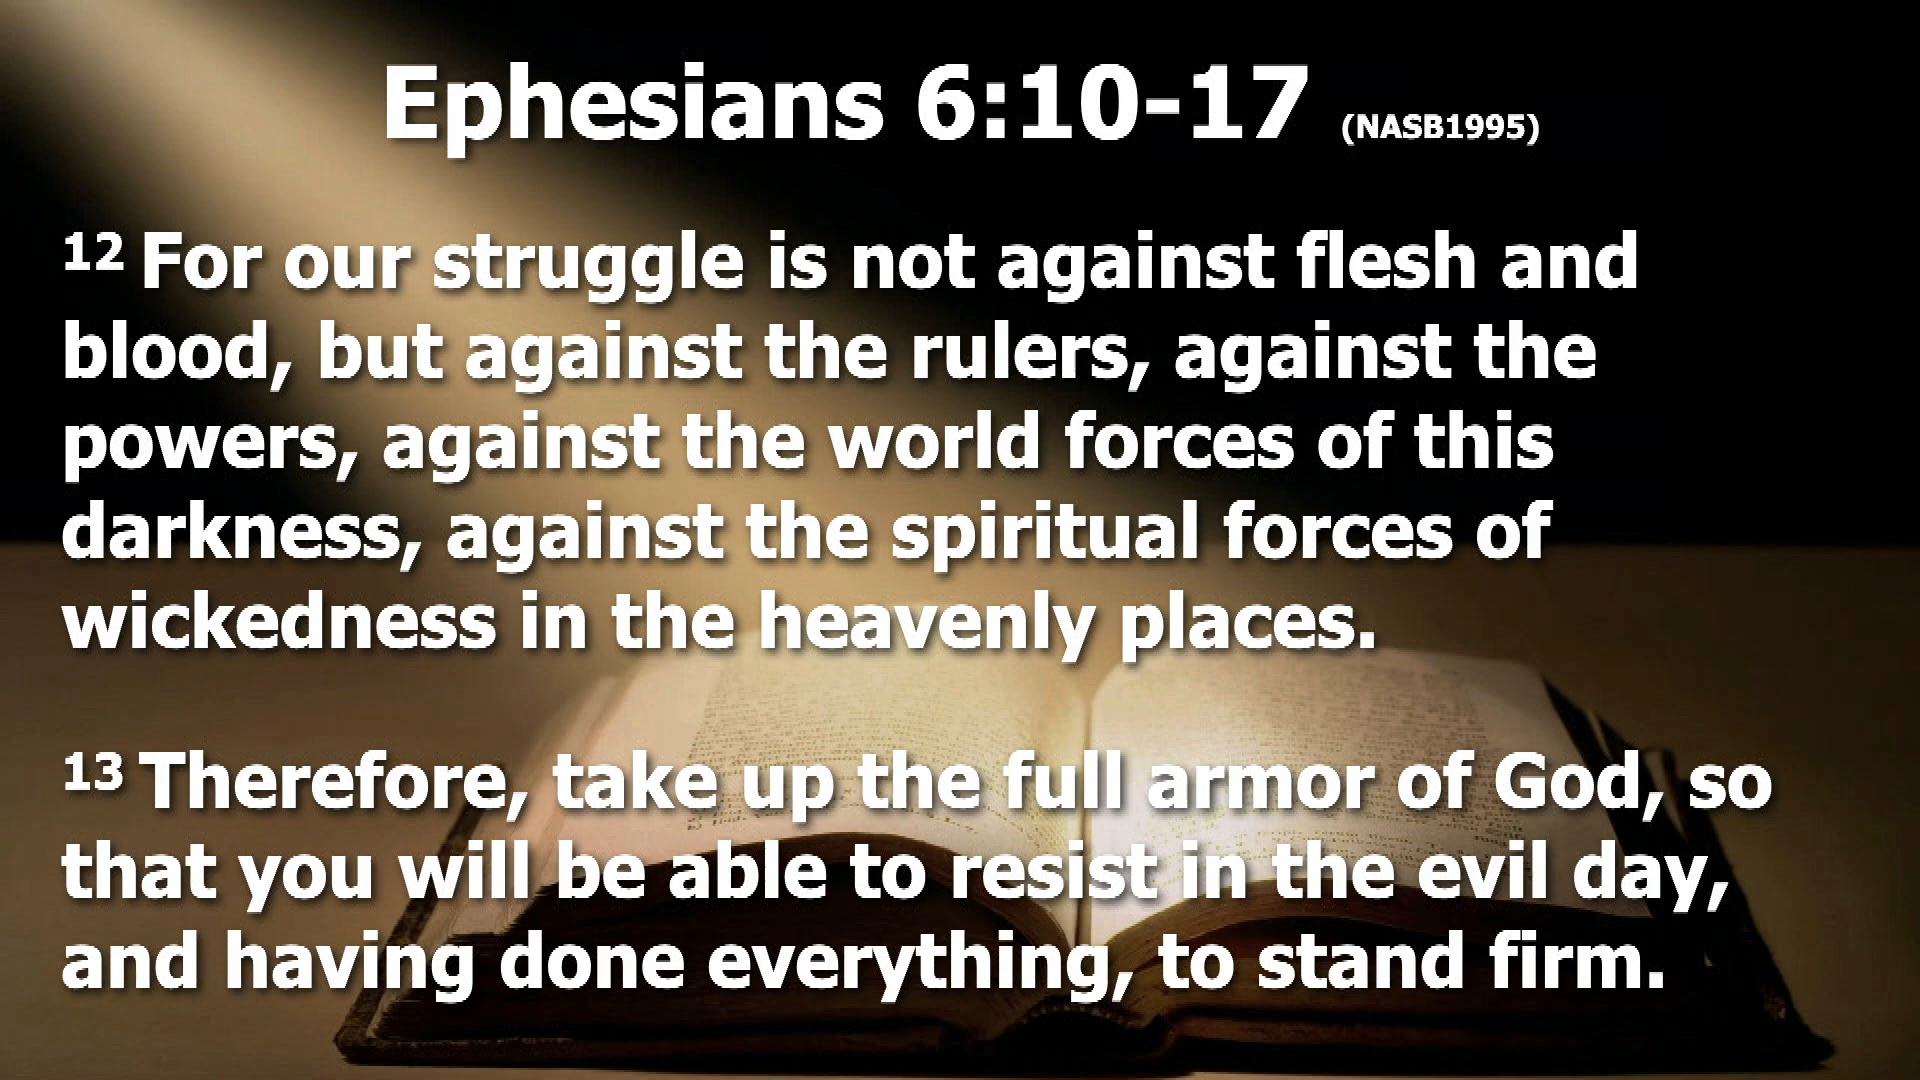 Ephesians 6:10-17 (NASB1995)
12 For our struggle is not against flesh and
blood, but against the rulers, against the
powers, against the world forces of this
darkness, against the spiritual forces of
wickedness in the heavenly places.
13 Therefore, take up the full armor of God, so
that you will be able to resist in the evil day,
and having done everything, to stand firm.